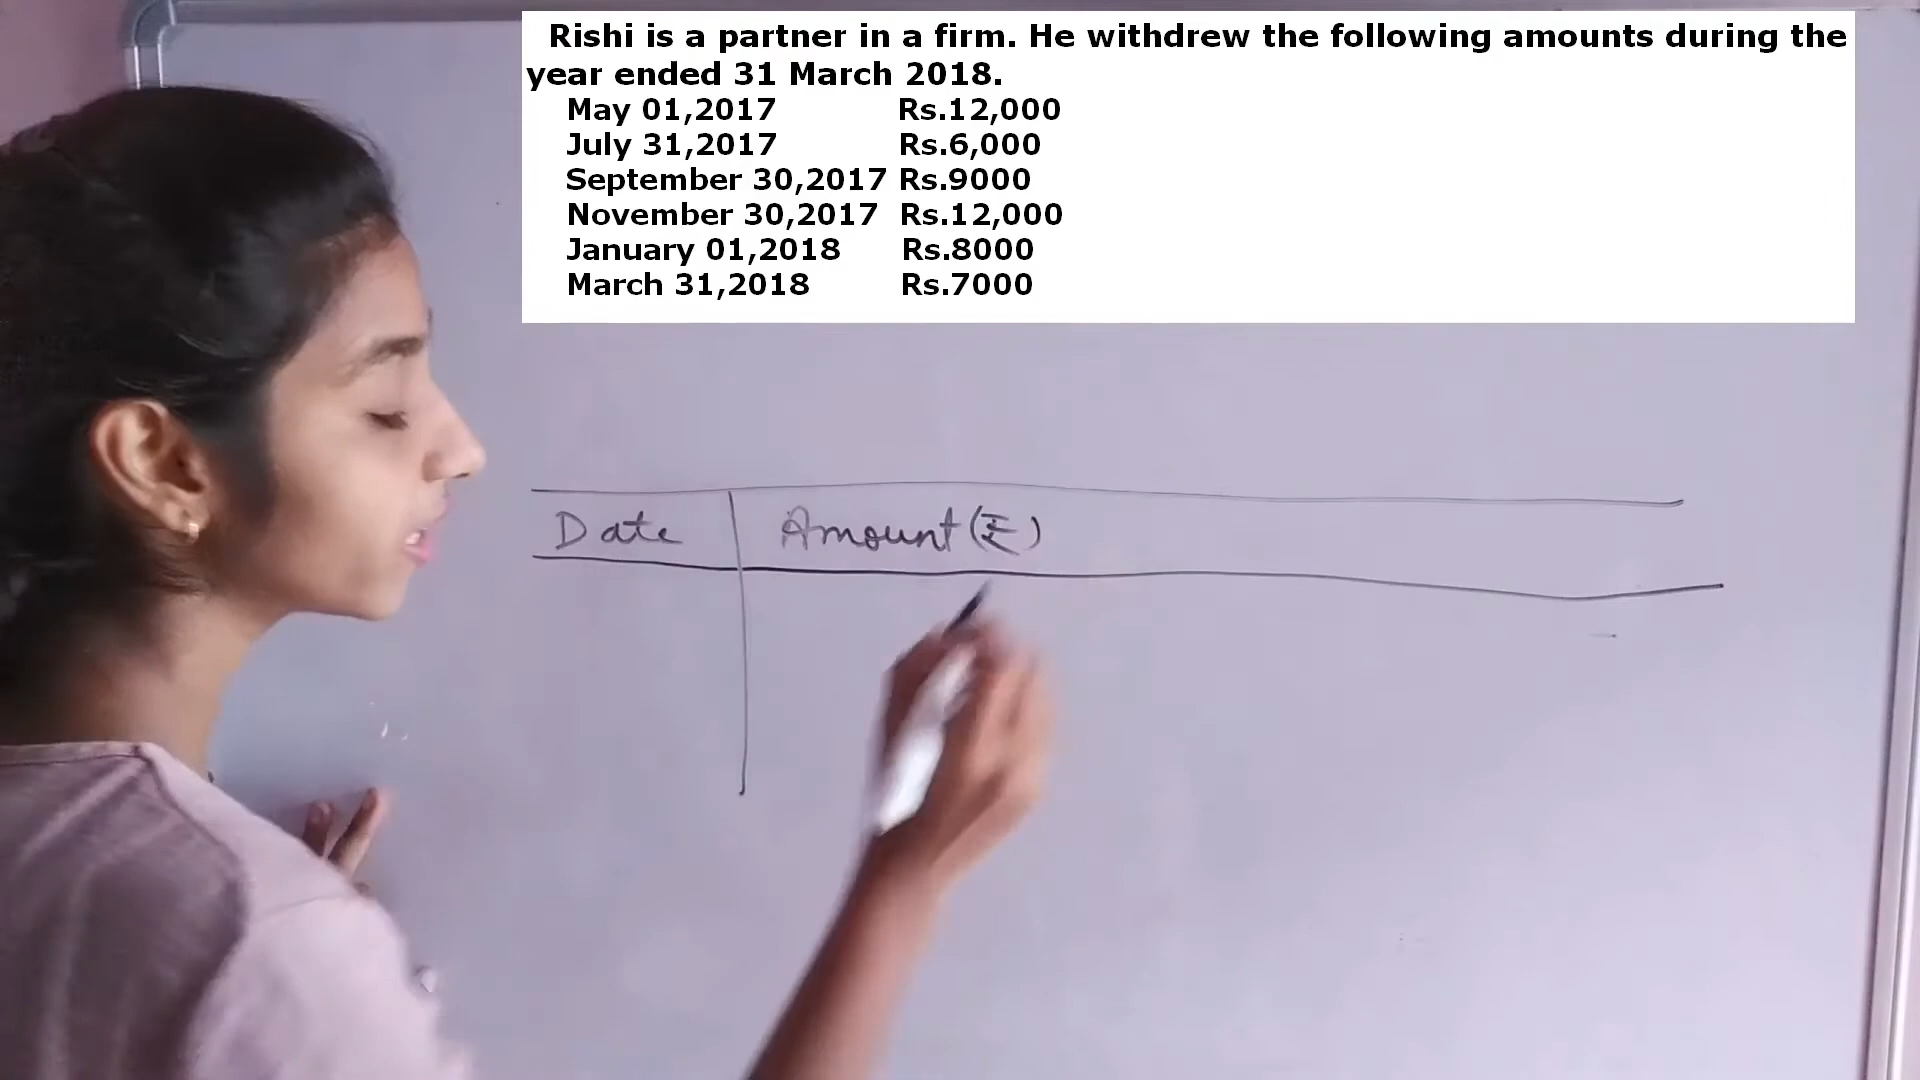 Rishi is a partner in a firm. He withdrew the following amounts during the
year ended 31 March 2018.
May 01,2017 Rs.12,000
July 31,2017 Rs.6,000
September 30,2017 Rs.9000
November 30,2017 Rs.12,000
January 01,2018 Rs.8000
March 31,2018 Rs.7000
Date Amount(₹)